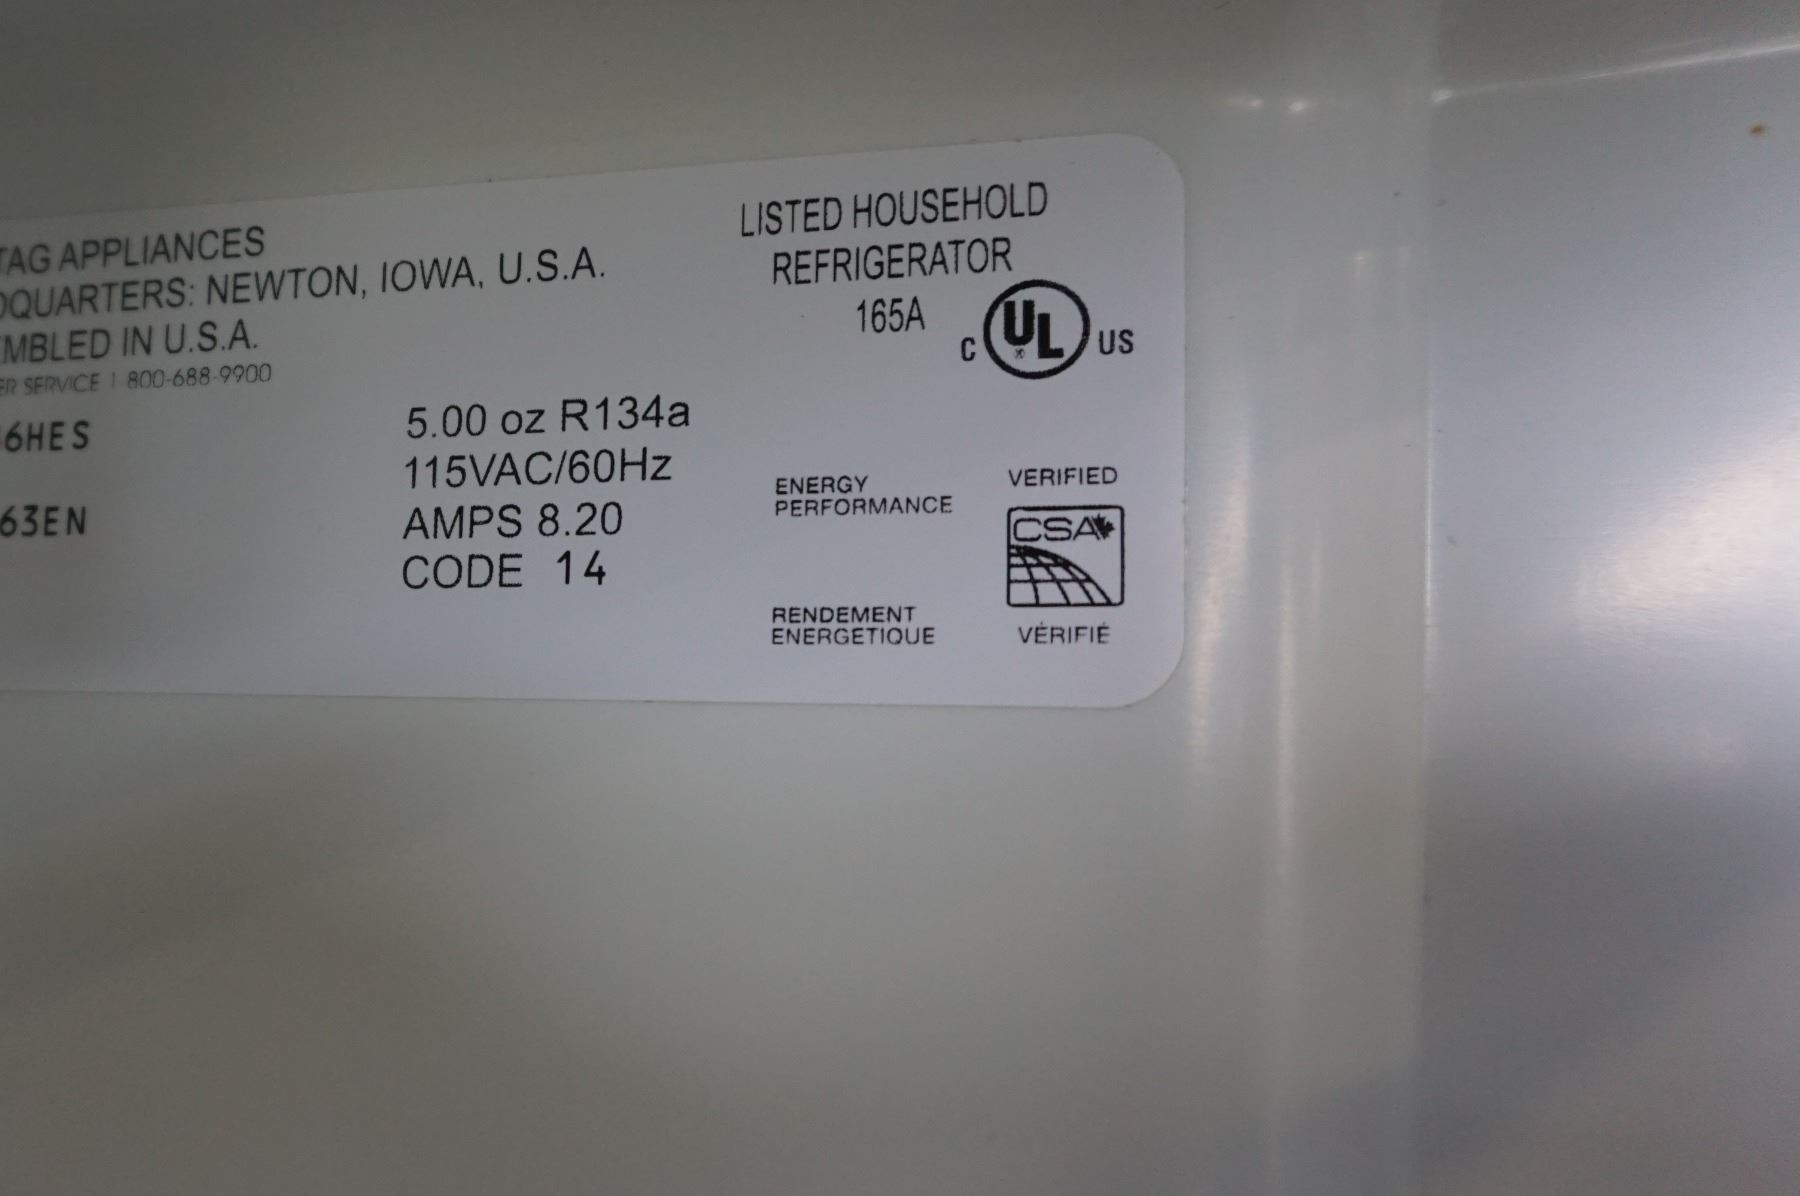 TAG APPLIANCES
DQUARTERS: NEWTON, IOWA, U.S.A.
EMBLED IN U.S.A.
ER SERVICE 1 800-688-9900
6HES
63EN
5.00 oz R134a
115VAC/60Hz
AMPS 8.20
CODE 14
LISTED HOUSEHOLD
REFRIGERATOR
165A
C UL ® US
ENERGY
PERFORMANCE
VERIFIED
CSA
RENDEMENT
ENERGETIQUE
VÉRIFIÉ